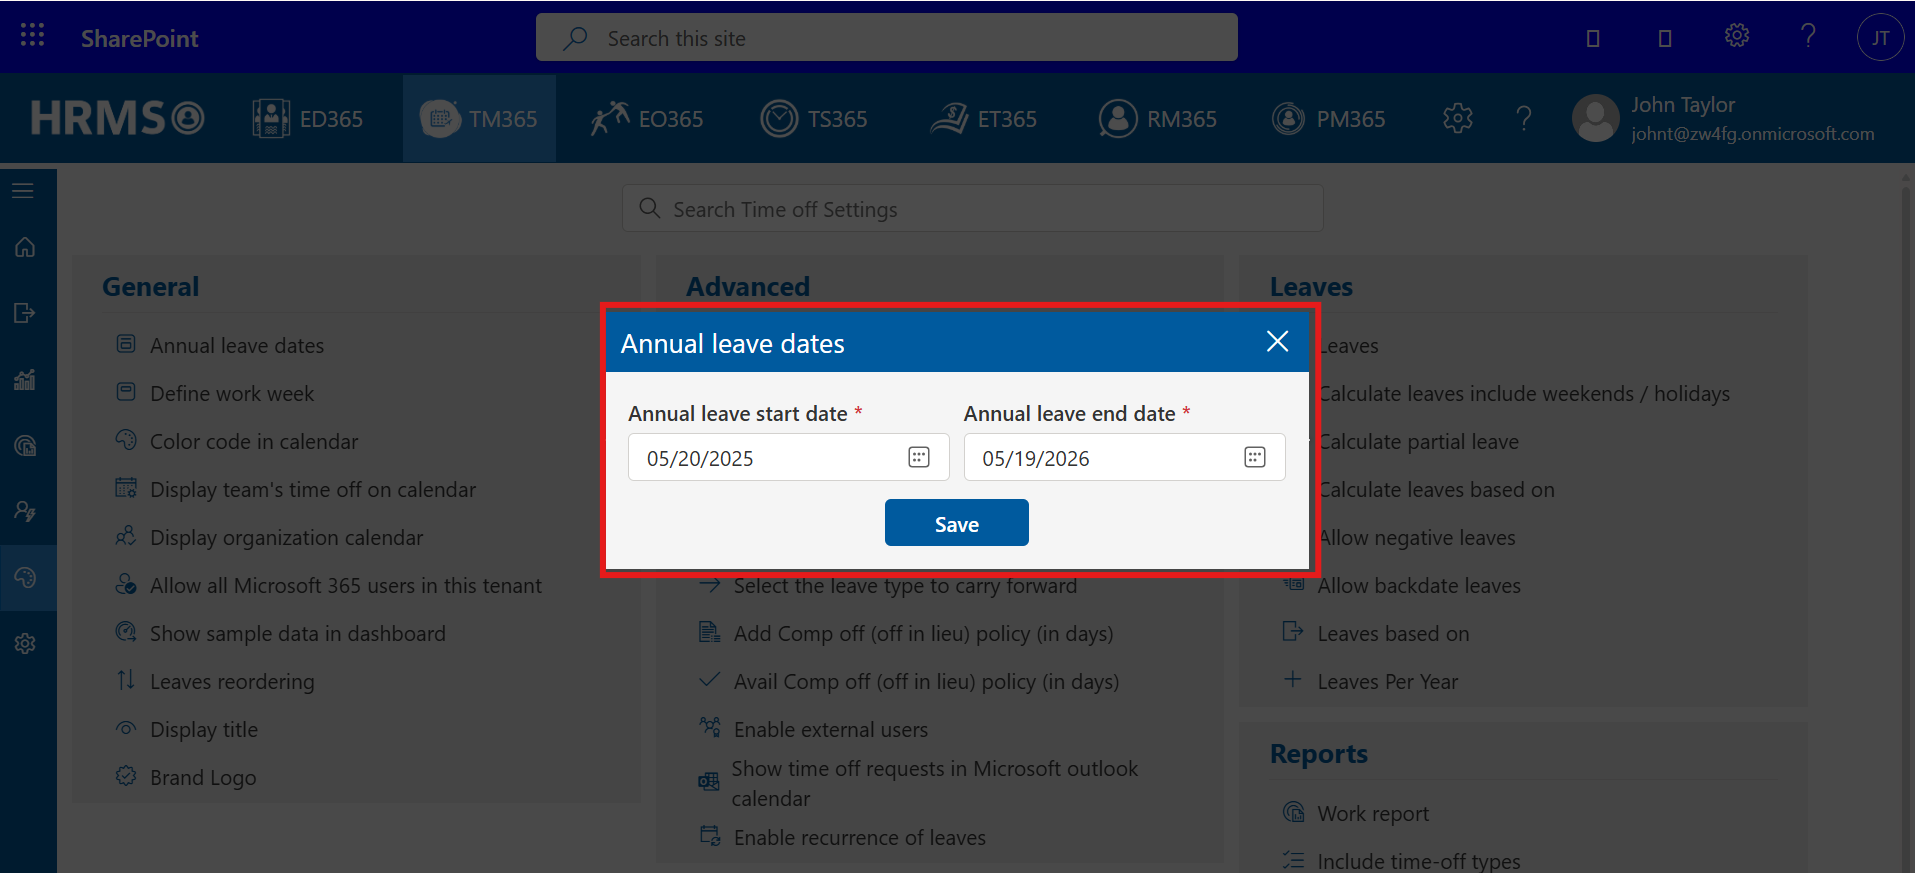 SharePoint
Search this site
JT
HRMS
ED365
TM365
EO365
TS365
ET365
RM365
PM365
John Taylor
johnt@zw4fg.onmicrosoft.com
Search Time off Settings
General
Annual leave dates
Define work week
Color code in calendar
Display team's time off on calendar
Display organization calendar
Allow all Microsoft 365 users in this tenant
Show sample data in dashboard
Leaves reordering
Display title
Brand Logo
Advanced
Annual leave dates
Annual leave start date *
Annual leave end date *
05/20/2025
05/19/2026
Save
Select the leave type to carry forward
Add Comp off (off in lieu) policy (in days)
Avail Comp off (off in lieu) policy (in days)
Enable external users
Show time off requests in Microsoft outlook
calendar
Enable recurrence of leaves
Leaves
Leaves
Calculate leaves include weekends / holidays
Calculate partial leave
Calculate leaves based on
Allow negative leaves
Allow backdate leaves
Leaves based on
Leaves Per Year
Reports
Work report
Include time-off types